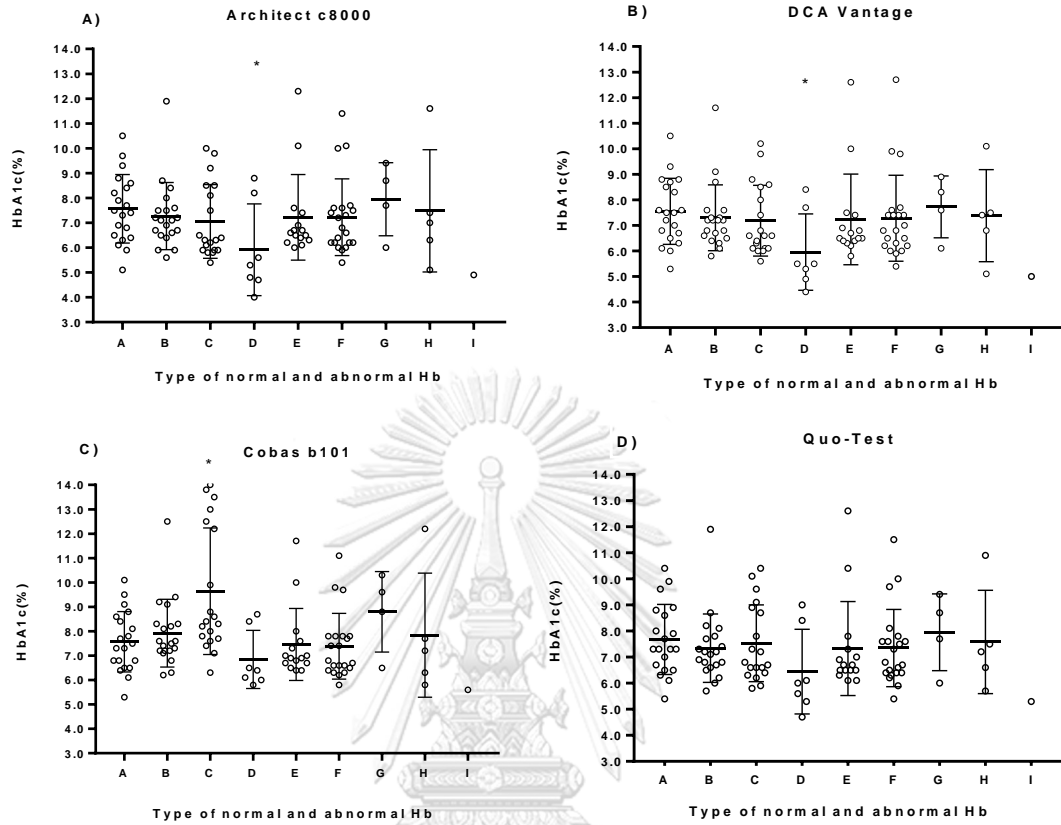 A)
Architect c8000
HbA1c(%)
14.0
13.0
12.0
11.0
10.0
9.0
8.0
7.0
6.0
5.0
4.0
3.0
*
A B C D E F G H I
Type of normal and abnormal Hb
B)
DCA Vantage
HbA1c(%)
14.0
13.0
12.0
11.0
10.0
9.0
8.0
7.0
6.0
5.0
4.0
3.0
*
A B C D E F G H I
Type of normal and abnormal Hb
C)
Cobas b101
HbA1c(%)
14.0
13.0
12.0
11.0
10.0
9.0
8.0
7.0
6.0
5.0
4.0
3.0
*
A B C D E F G H I
Type of normal and abnormal Hb
D)
Quo-Test
HbA1c(%)
14.0
13.0
12.0
11.0
10.0
9.0
8.0
7.0
6.0
5.0
4.0
3.0
A B C D E F G H I
Type of normal and abnormal Hb